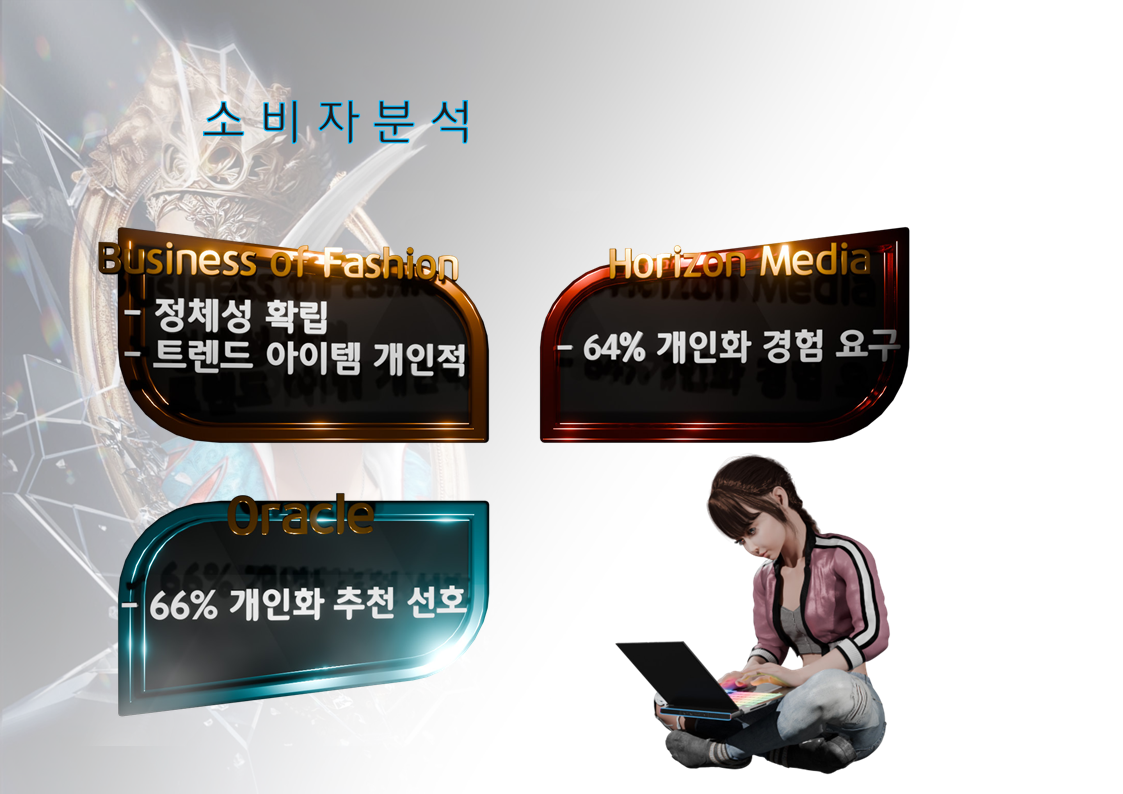 소비자분석
Business of Fashion
- 정체성 확립
- 트렌드 아이템 개인적
Horizon Media
- 64% 개인화 경험 요구
Oracle
- 66% 개인화 추천 선호